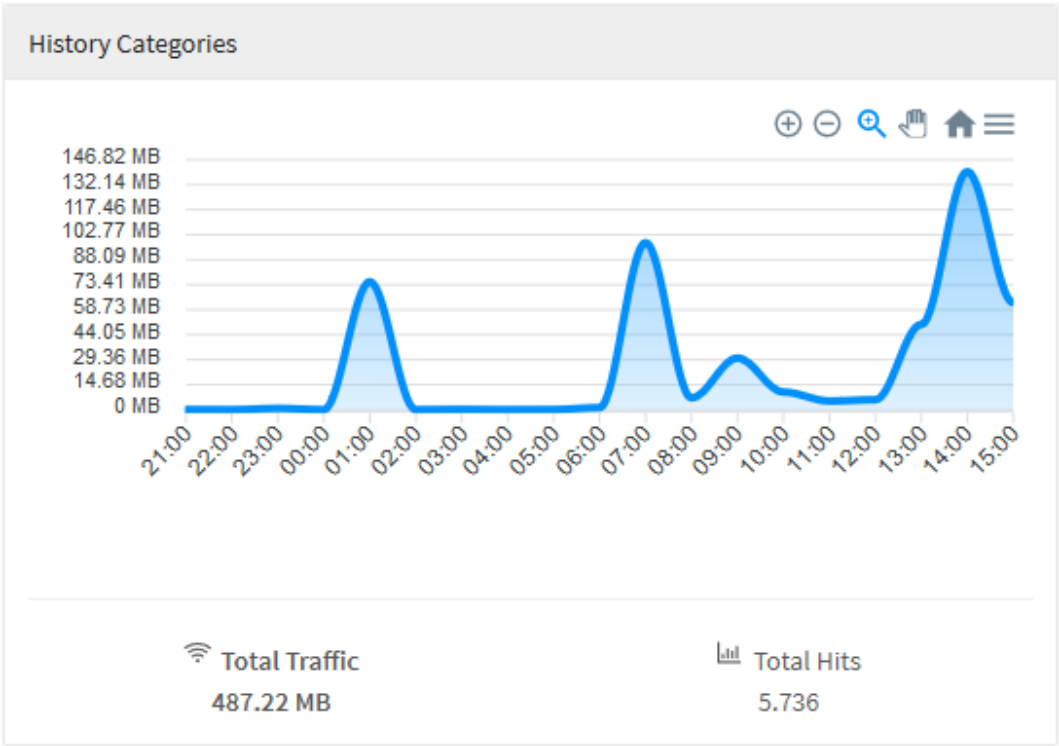 History Categories
146.82 MB
132.14 MB
117.46 MB
102.77 MB
88.09 MB
73.41 MB
58.73 MB
44.05 MB
29.36 MB
14.68 MB
0 MB
21:00 22:00 23:00 00:00 01:00 02:00 03:00 04:00 05:00 06:00 07:00 08:00 09:00 10:00 11:00 12:00 13:00 14:00 15:00
Total Traffic Total Hits
487.22 MB 5.736